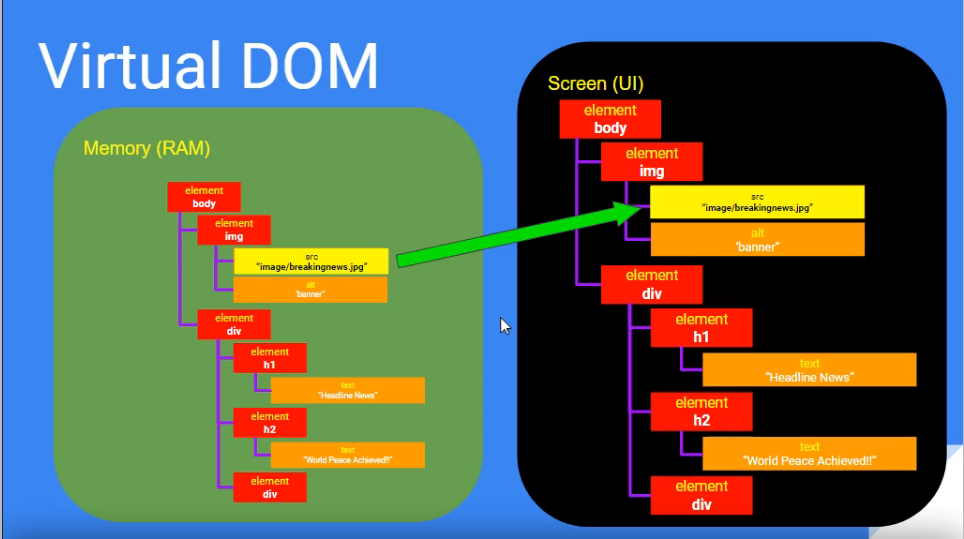 Virtual DOM
Memory (RAM)
element
body
element
img
src
“image/breakingnews.jpg”
alt
“banner”
element
div
element
h1
text
“Headline News”
element
h2
text
“World Peace Achieved!!”
element
div
Screen (UI)
element
body
element
img
src
“image/breakingnews.jpg”
alt
“banner”
element
div
element
h1
text
“Headline News”
element
h2
text
“World Peace Achieved!!”
element
div